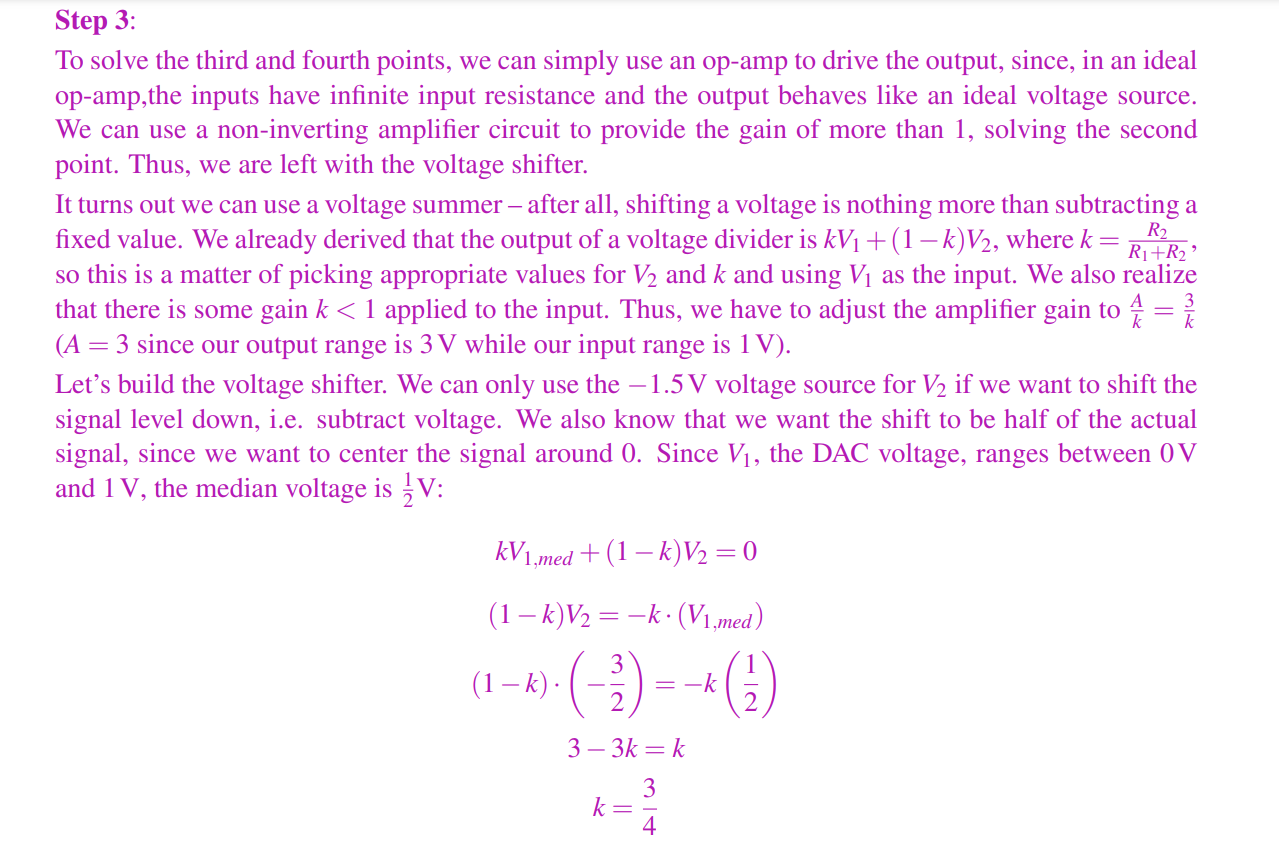 Step 3:
To solve the third and fourth points, we can simply use an op-amp to drive the output, since, in an ideal
op-amp,the inputs have infinite input resistance and the output behaves like an ideal voltage source.
We can use a non-inverting amplifier circuit to provide the gain of more than 1, solving the second
point. Thus, we are left with the voltage shifter.
It turns out we can use a voltage summer – after all, shifting a voltage is nothing more than subtracting a
fixed value. We already derived that the output of a voltage divider is $kV_1 + (1-k)V_2$, where $k = \frac{R_2}{R_1+R_2}$,
so this is a matter of picking appropriate values for $V_2$ and $k$ and using $V_1$ as the input. We also realize
that there is some gain $k < 1$ applied to the input. Thus, we have to adjust the amplifier gain to $\frac{A}{k} = \frac{3}{k}$
($A = 3$ since our output range is 3 V while our input range is 1 V).
Let's build the voltage shifter. We can only use the −1.5 V voltage source for $V_2$ if we want to shift the
signal level down, i.e. subtract voltage. We also know that we want the shift to be half of the actual
signal, since we want to center the signal around 0. Since $V_1$, the DAC voltage, ranges between 0 V
and 1 V, the median voltage is $\frac{1}{2}$V:
$kV_{1,med} + (1-k)V_2 = 0$
$(1-k)V_2 = -k \cdot (V_{1,med})$
$(1-k) \cdot \left(-\frac{3}{2}\right) = -k\left(\frac{1}{2}\right)$
$3 - 3k = k$
$k = \frac{3}{4}$